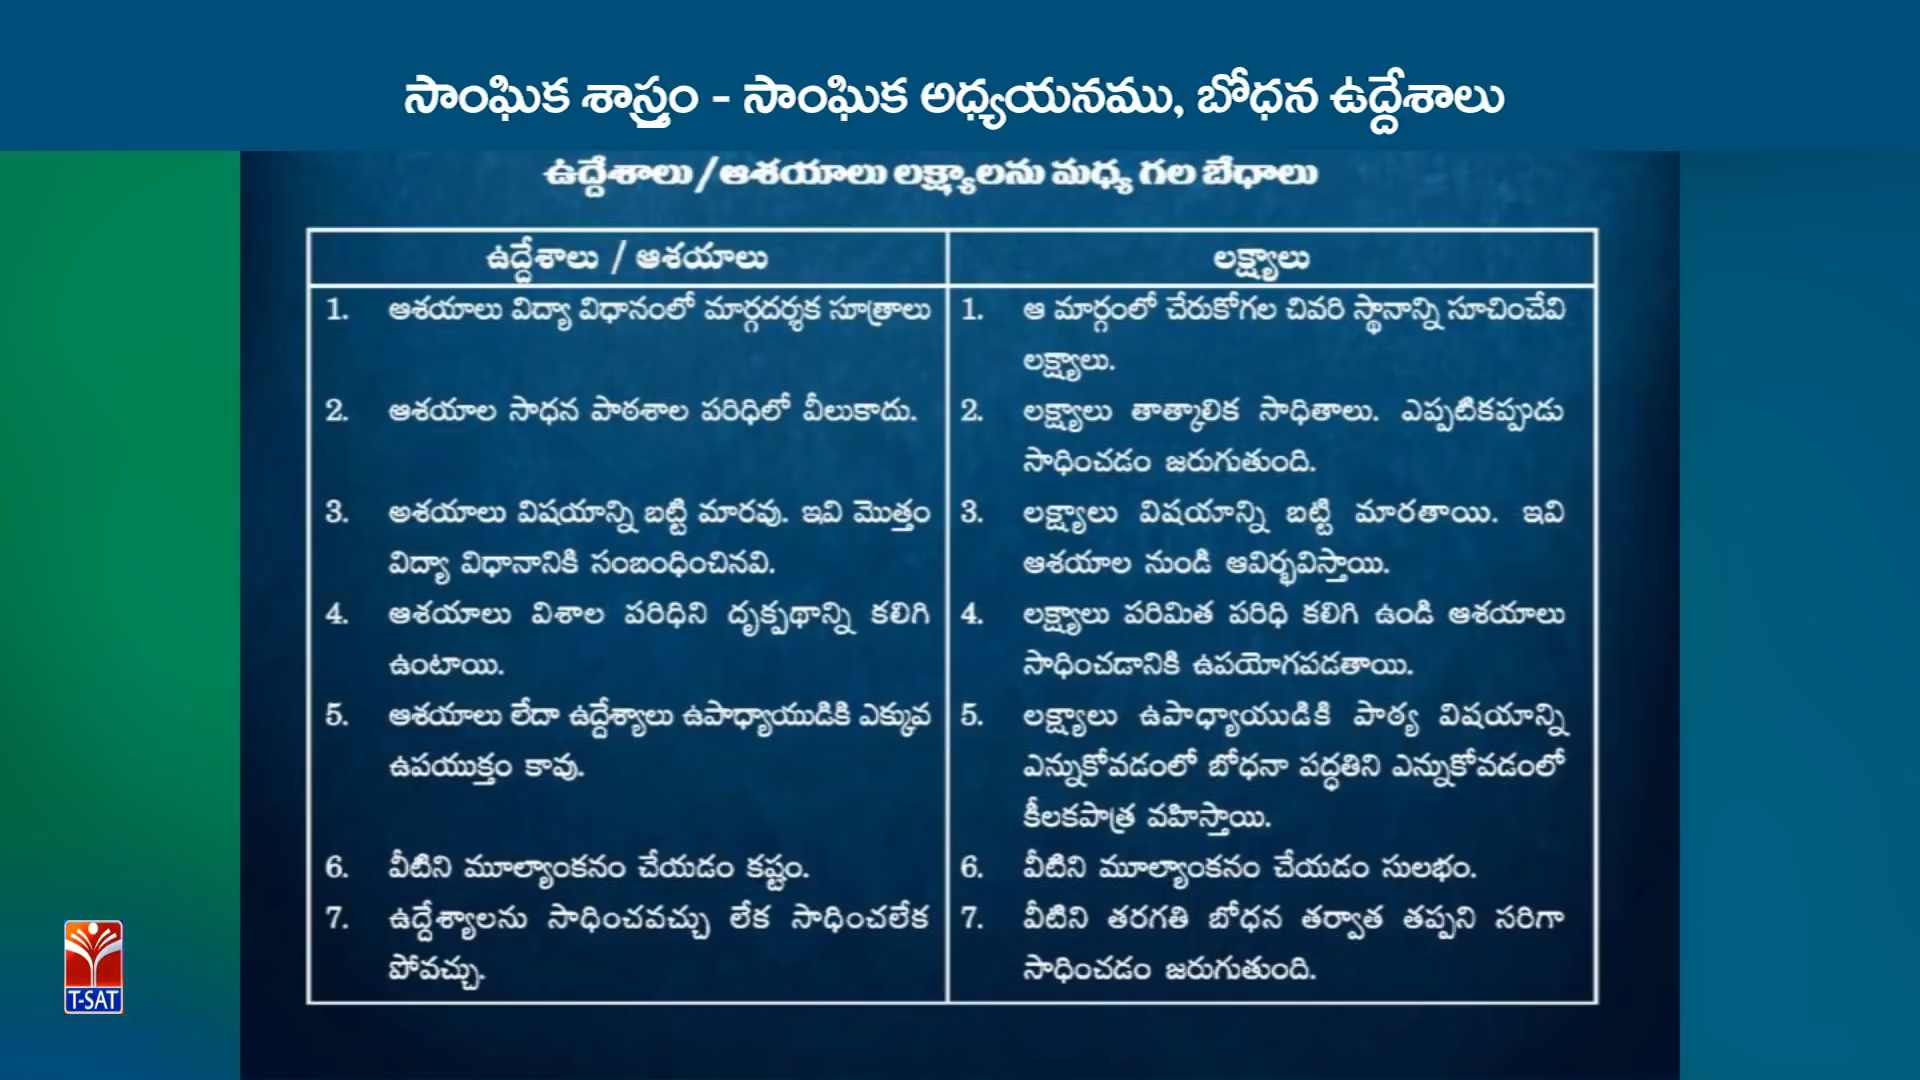 సాంఘిక శాస్త్రం - సాంఘిక అధ్యయనము, బోధన ఉద్దేశాలు
ఉద్దేశాలు/ఆశయాలు లక్ష్యాలను మధ్య గల బేధాలు
ఉద్దేశాలు / ఆశయాలు
లక్ష్యాలు
1. ఆశయాలు విద్యా విధానంలో మార్గదర్శక సూత్రాలు
1. ఆ మార్గంలో చేరుకోగల చివరి స్థానాన్ని సూచించేవి
లక్ష్యాలు.
2. ఆశయాల సాధన పాఠశాల పరిధిలో వీలుకాదు.
2. లక్ష్యాలు తాత్కాలిక సాధితాలు. ఎప్పటికప్పుడు
సాధించడం జరుగుతుంది.
3. అశయాలు విషయాన్ని బట్టి మారవు. ఇవి మొత్తం
విద్యా విధానానికి సంబంధించినవి.
3. లక్ష్యాలు విషయాన్ని బట్టి మారతాయి. ఇవి
ఆశయాల నుండి ఆవిర్భవిస్తాయి.
4. ఆశయాలు విశాల పరిధిని దృక్పథాన్ని కలిగి
ఉంటాయి.
4. లక్ష్యాలు పరిమిత పరిధి కలిగి ఉండి ఆశయాలు
సాధించడానికి ఉపయోగపడతాయి.
5. ఆశయాలు లేదా ఉద్దేశ్యాలు ఉపాధ్యాయుడికి ఎక్కువ
ఉపయుక్తం కావు.
5. లక్ష్యాలు ఉపాధ్యాయుడికి పాఠ్య విషయాన్ని
ఎన్నుకోవడంలో బోధనా పద్ధతిని ఎన్నుకోవడంలో
కీలకపాత్ర వహిస్తాయి.
6. వీటిని మూల్యాంకనం చేయడం కష్టం.
6. వీటిని మూల్యాంకనం చేయడం సులభం.
7. ఉద్దేశ్యాలను సాధించవచ్చు లేక సాధించలేక
పోవచ్చు.
7. వీటిని తరగతి బోధన తర్వాత తప్పని సరిగా
సాధించడం జరుగుతుంది.
T-SAT